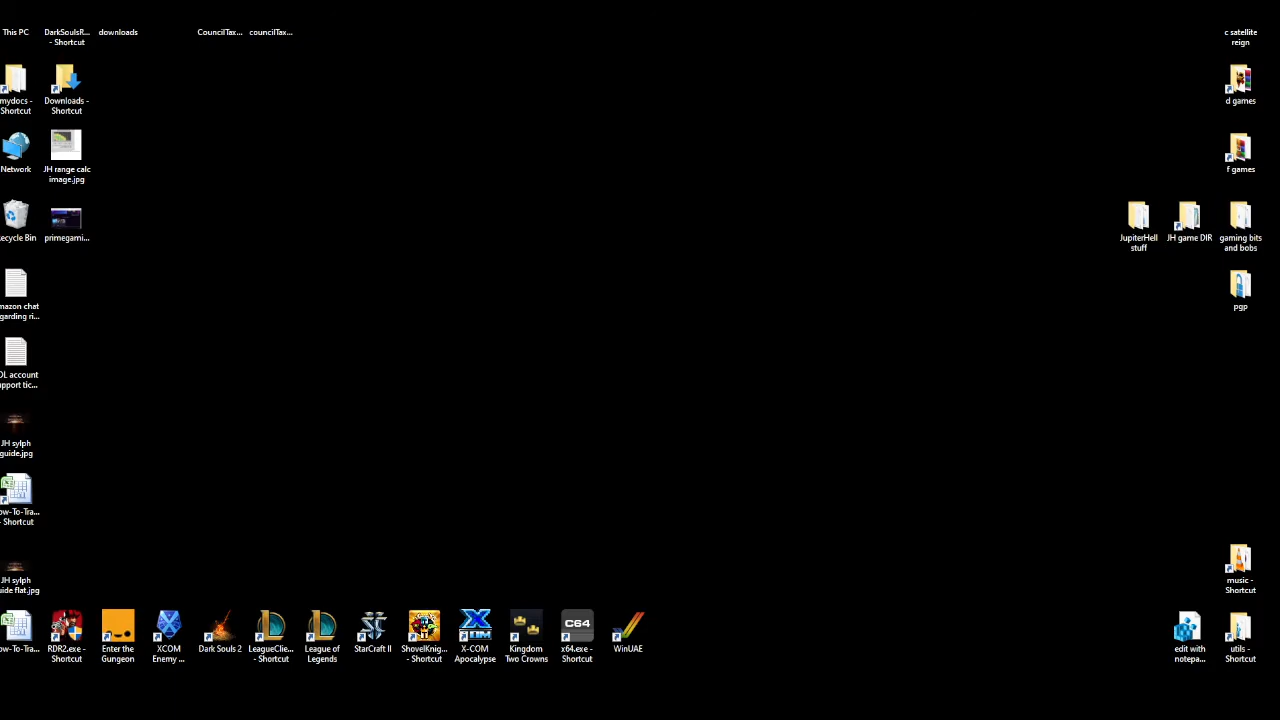 This PC
DarkSoulsR...
- Shortcut
downloads
CouncilTax...
councilTax...
c satellite
reign
mydocs -
Shortcut
Downloads -
Shortcut
d games
Network
JH range calc
image.jpg
f games
ecycle Bin
primegami...
JupiterHell
stuff
JH game DIR
gaming bits
and bobs
mazon chat
garding ri...
pgp
OL account
upport tic...
JH sylph
guide.jpg
ow-To-Tra...
- Shortcut
JH sylph
uide flat.jpg
music -
Shortcut
ow-To-Tra...
RDR2.exe -
Shortcut
Enter the
Gungeon
XCOM
Enemy ...
Dark Souls 2
LeagueClie...
- Shortcut
League of
Legends
StarCraft II
ShovelKnig...
- Shortcut
X-COM
Apocalypse
Kingdom
Two Crowns
C64
x64.exe -
Shortcut
WinUAE
edit with
notepa...
utils -
Shortcut